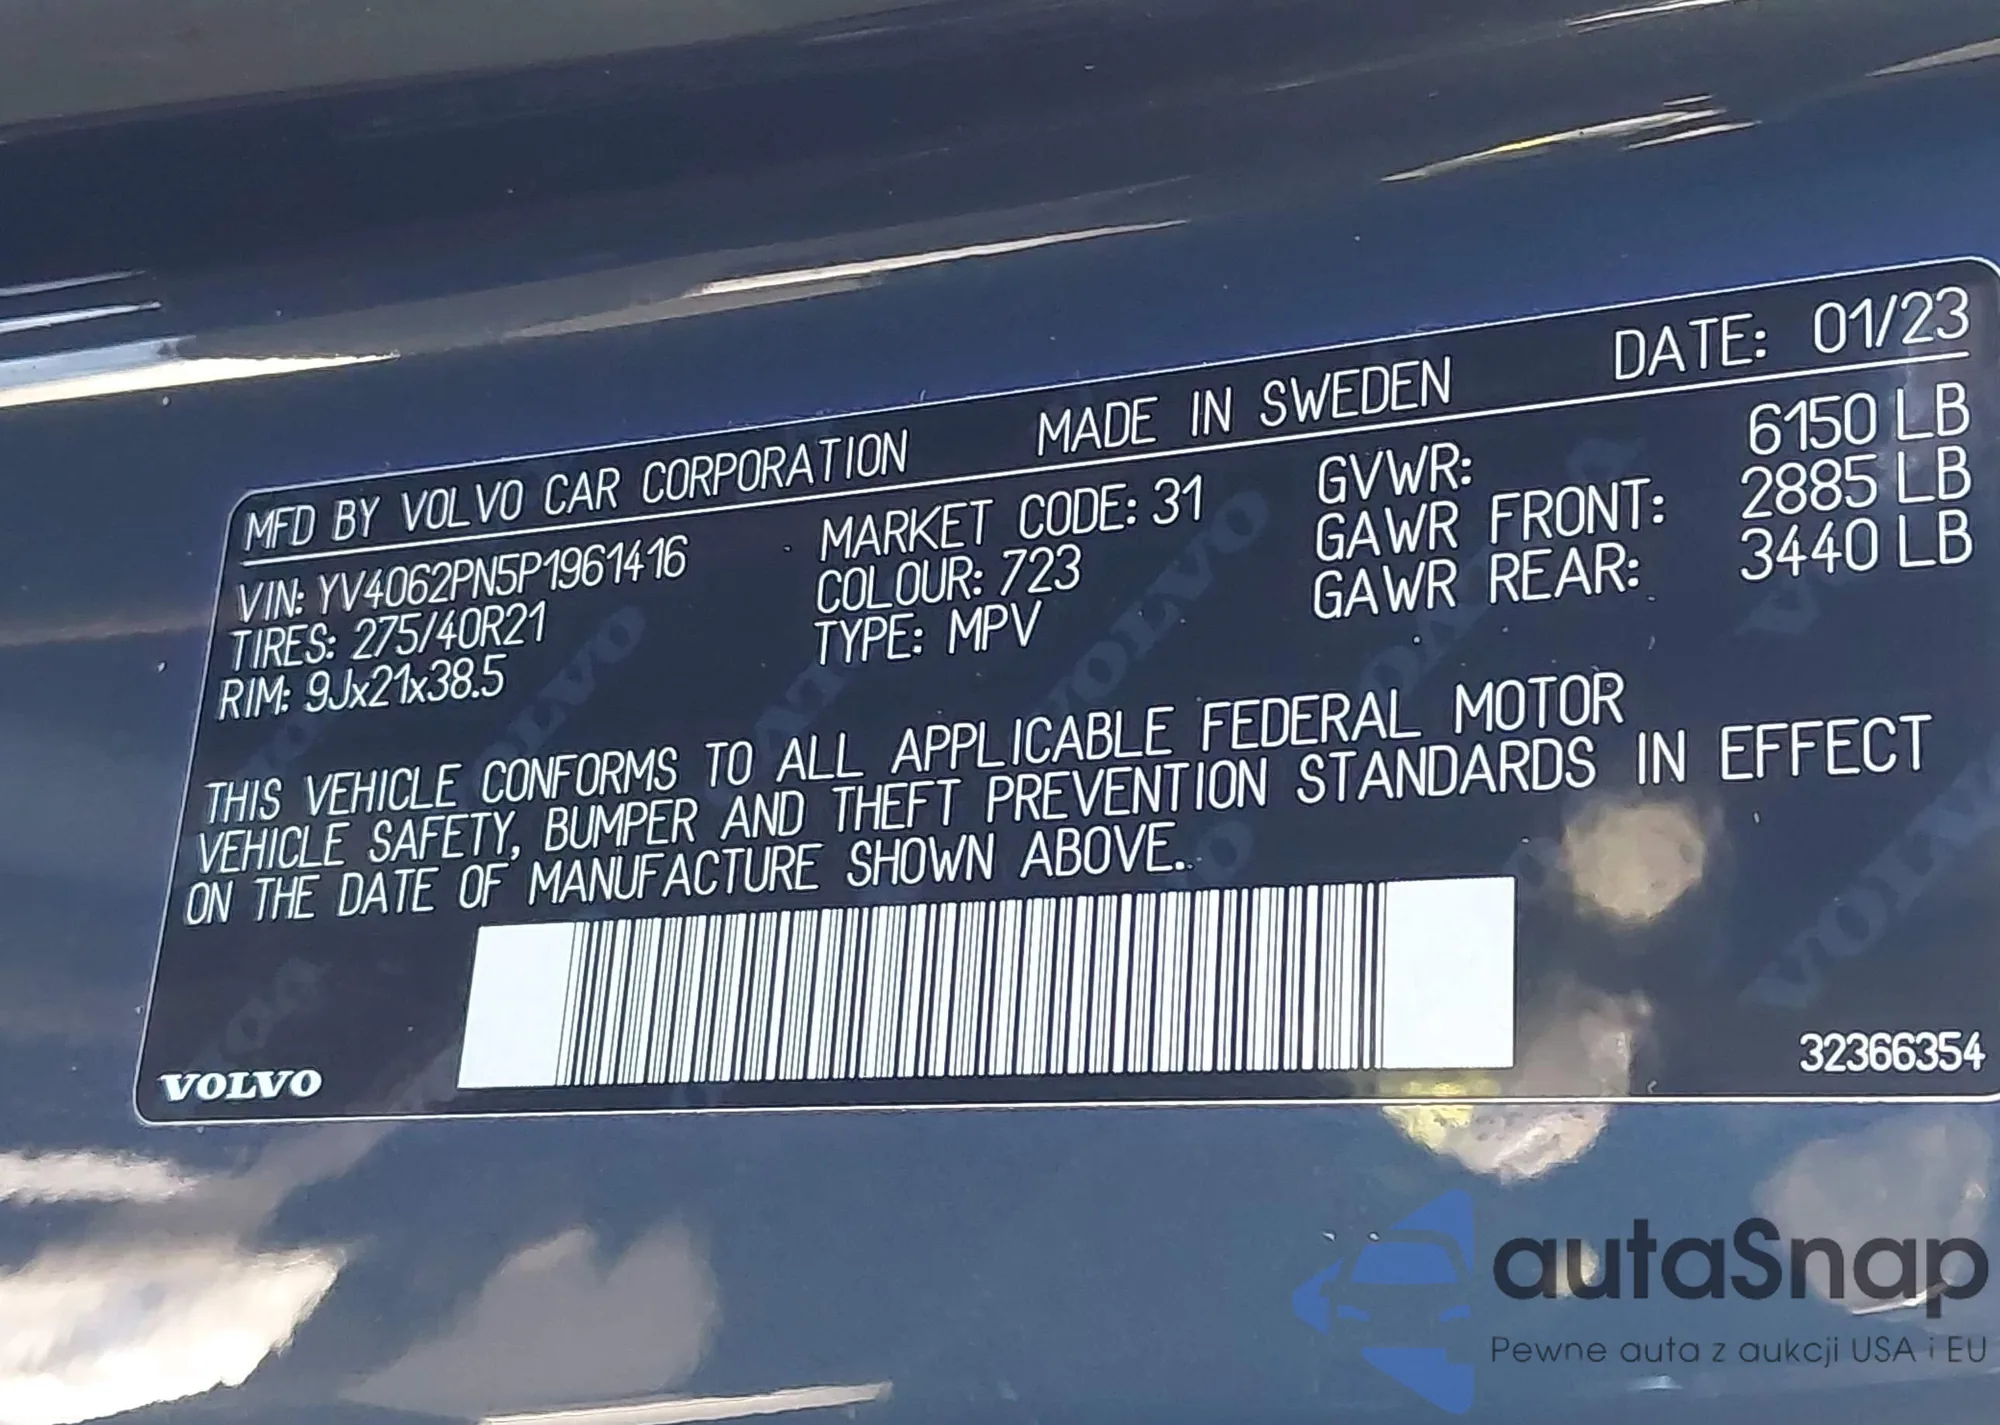 MFD BY VOLVO CAR CORPORATION MADE IN SWEDEN DATE: 01/23
VIN: YV4062PN5P1961416 MARKET CODE: 31 GVWR: 6150 LB
TIRES: 275/40R21 COLOUR: 723 GAWR FRONT: 2885 LB
RIM: 9Jx21x38.5 TYPE: MPV GAWR REAR: 3440 LB
THIS VEHICLE CONFORMS TO ALL APPLICABLE FEDERAL MOTOR
VEHICLE SAFETY, BUMPER AND THEFT PREVENTION STANDARDS IN EFFECT
ON THE DATE OF MANUFACTURE SHOWN ABOVE.
VOLVO
32366354
autaSnap
Pewne auta z aukcji USA i EU